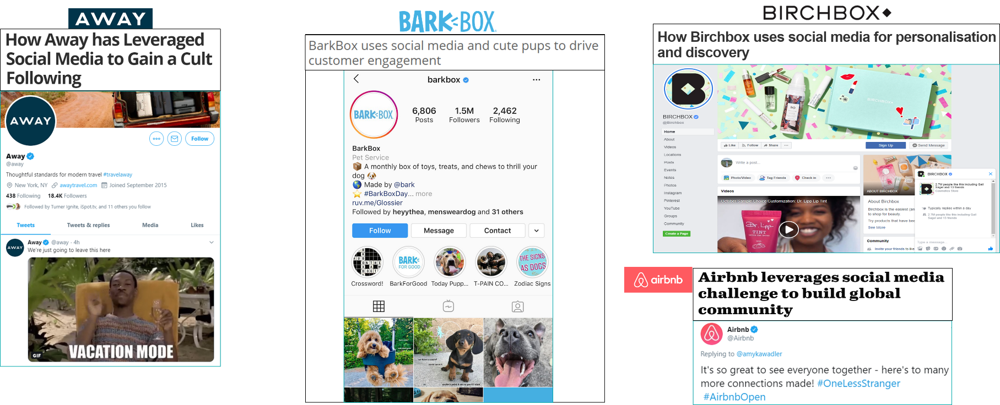 AWAY
How Away has Leveraged
Social Media to Gain a Cult
Following
AWAY
Follow
Away
@away
Thoughtful standards for modern travel #travelaway
New York, NY awaytravel.com Joined September 2015
438 Following 18.4K Followers
Followed by Turner Ignite, iSpot.tv, and 11 others you follow
Tweets Tweets & replies Media Likes
AWAY
Away @away · 4h
We're just going to leave this here
VACATION MODE
GIF
BARK BOX
BarkBox uses social media and cute pups to drive
customer engagement
barkbox
BARK BOX
6,806 1.5M 2,462
Posts Followers Following
BarkBox
Pet Service
A monthly box of toys, treats, and chews to thrill your
dog
Made by @bark
#BarkBoxDay... more
ruv.me/Glossier
Followed by heyythea, menswear​dog and 31 others
Follow Message Contact
BARK
FOR GOOD
THE SIGNS
AS DOGS
Crossword! BarkForGood Today Pupp... T-PAIN CO... Zodiac Signs
BIRCHBOX
How Birchbox uses social media for personalisation
and discovery
B
BIRCHBOX
BIRCHBOX
@Birchbox
Home
About
Videos
Locations
Posts
Events
Notes
Photos
Instagram
Pinterest
YouTube
Groups
Community
Create a Page
Like Follow Share ...
Sign Up Send Message
Write a post...
Photo/Video Tag Friends Check in ...
Videos
October Sample Choice Customization: Dr. Lipp Lip Tint
Dr. Lipp
TINT
ABOUT BIRCHBOX
About Birchbox
Birchbox is the easiest (an
to shop for beauty.
Try products that have bee
See More
Community
Invite your friends to like
BIRCHBOX
2.7M people like this including Gail
Sagel and 13 friends
Cosmetics Store
Typically replies within a day
2.7M people like this including Gail
Sagel and 13 friends
Type a message...
airbnb
Airbnb leverages social media
challenge to build global
community
Airbnb
@Airbnb
Replying to @amykawadler
It's so great to see everyone together - here's to many
more connections made! #OneLessStranger
#AirbnbOpen